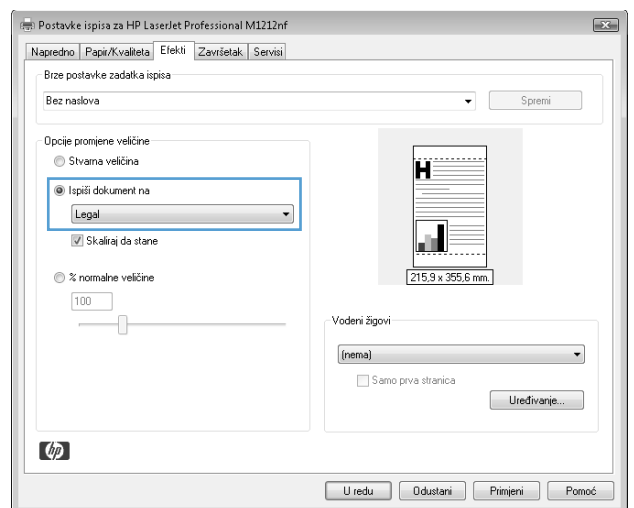 Postavke ispisa za HP LaserJet Professional M1212nf
Napredno Papir/Kvaliteta Efekti Završetak Servisi
Brze postavke zadatka ispisa
Bez naslova Spremi
Opcije promjene veličine
Stvarna veličina
Ispiši dokument na
Legal
Skaliraj da stane
% normalne veličine
100
H
215,9 x 355,6 mm.
Vodeni žigovi
(nema)
Samo prva stranica
Uređivanje...
hp
U redu Odustani Primjeni Pomoć